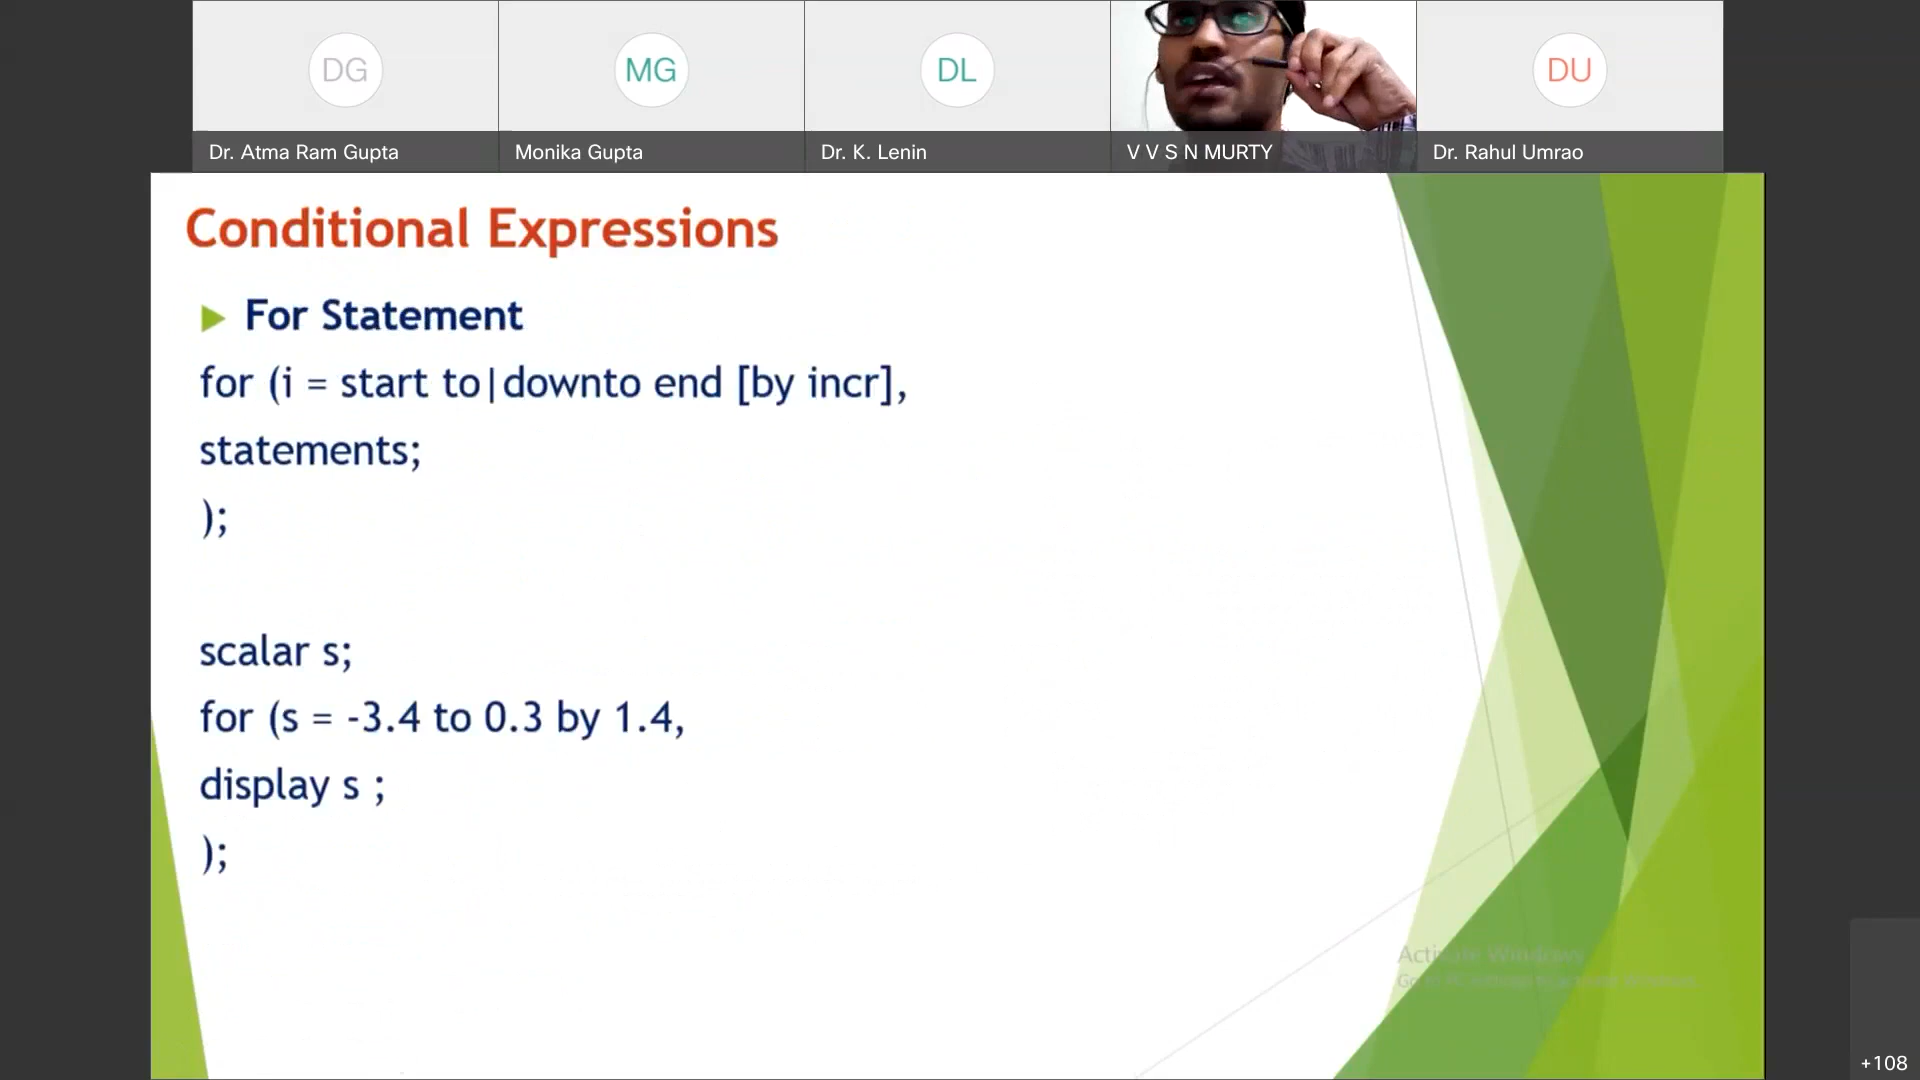 DG
MG
DL
DU
Dr. Atma Ram Gupta
Monika Gupta
Dr. K. Lenin
V V S N MURTY
Dr. Rahul Umrao
Conditional Expressions
For Statement
for (i = start to|downto end [by incr],
statements;
);
scalar s;
for (s = -3.4 to 0.3 by 1.4,
display s ;
);
Activate Windows
+108